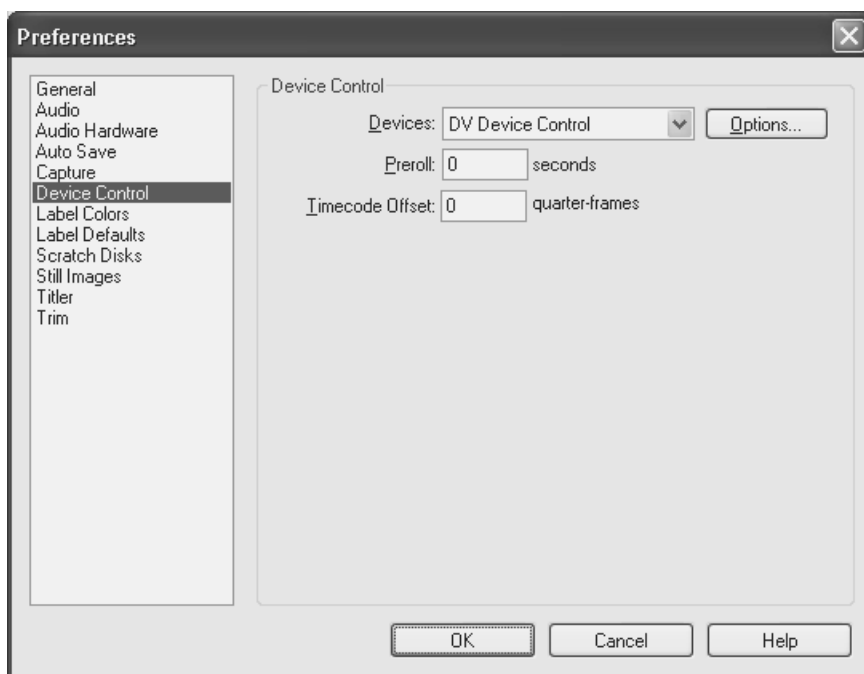 Preferences
General
Audio
Audio Hardware
Auto Save
Capture
Device Control
Label Colors
Label Defaults
Scratch Disks
Still Images
Titler
Trim
Device Control
Devices: DV Device Control Options...
Preroll: 0 seconds
Timecode Offset: 0 quarter-frames
OK Cancel Help